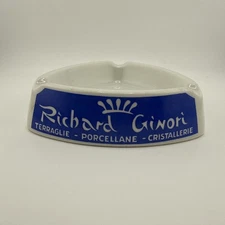 Richard Ginori
TERRAGLIE - PORCELLANE - CRISTALLERIE